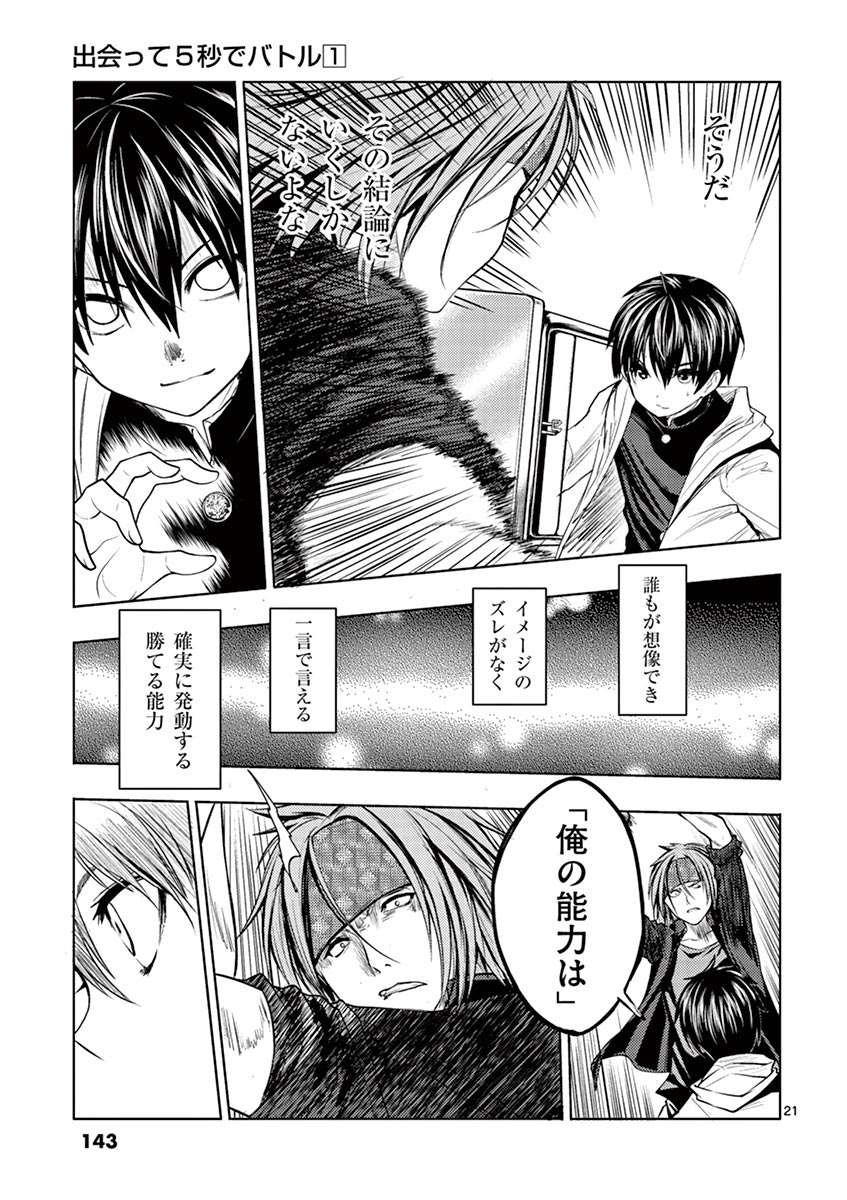 出会って5秒でバトル1
そうだ
その結論に
いくしか
ないよな
誰もが想像でき
イメージの
ズレがなく
一言で言える
確実に発動する
勝てる能力
「俺の能力は」
21
143